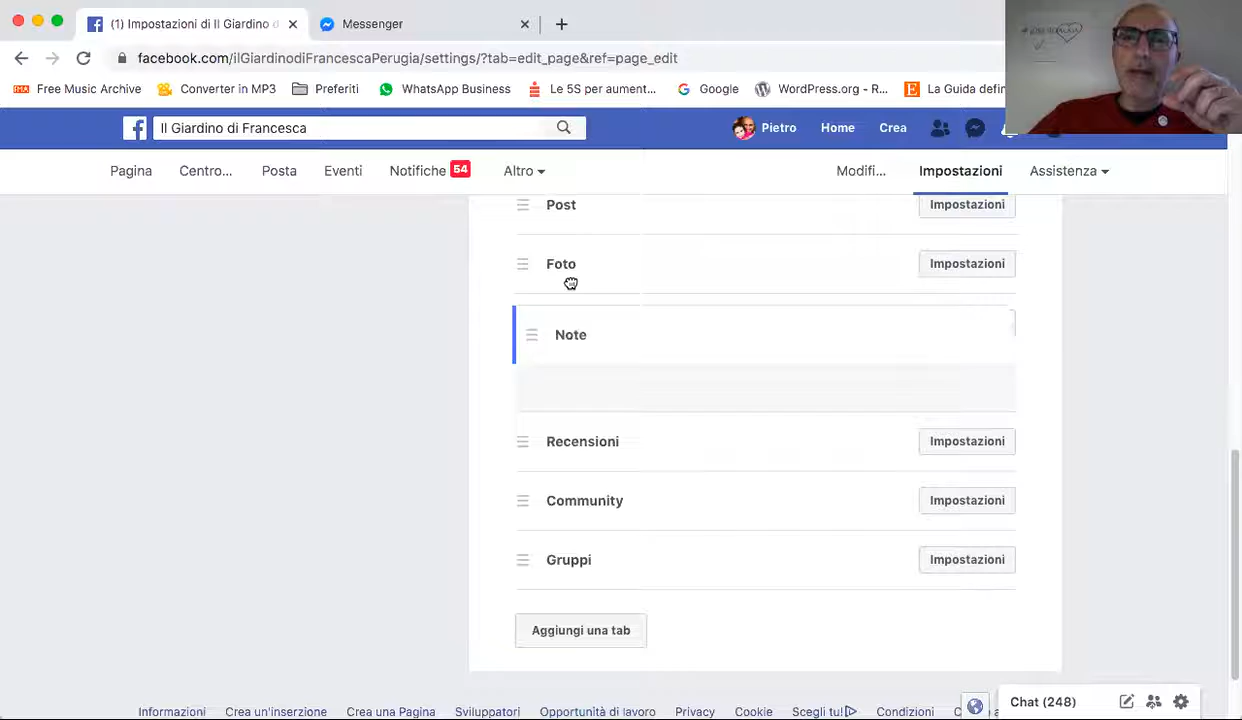 (1) Impostazioni di Il Giardino d
Messenger
facebook.com/ilGiardinodiFrancescaPerugia/settings/?tab=edit_page&ref=page_edit
Free Music Archive
Converter in MP3
Preferiti
WhatsApp Business
Le 5S per aument...
Google
WordPress.org - R...
La Guida defin
Il Giardino di Francesca
Pietro
Home
Crea
Pagina
Centro...
Posta
Eventi
Notifiche 54
Altro
Modifi...
Impostazioni
Assistenza
Post
Impostazioni
Foto
Impostazioni
Note
Recensioni
Impostazioni
Community
Impostazioni
Gruppi
Impostazioni
Aggiungi una tab
Informazioni
Crea un'inserzione
Crea una Pagina
Sviluppatori
Opportunità di lavoro
Privacy
Cookie
Scegli tu!
Condizioni
Chat (248)